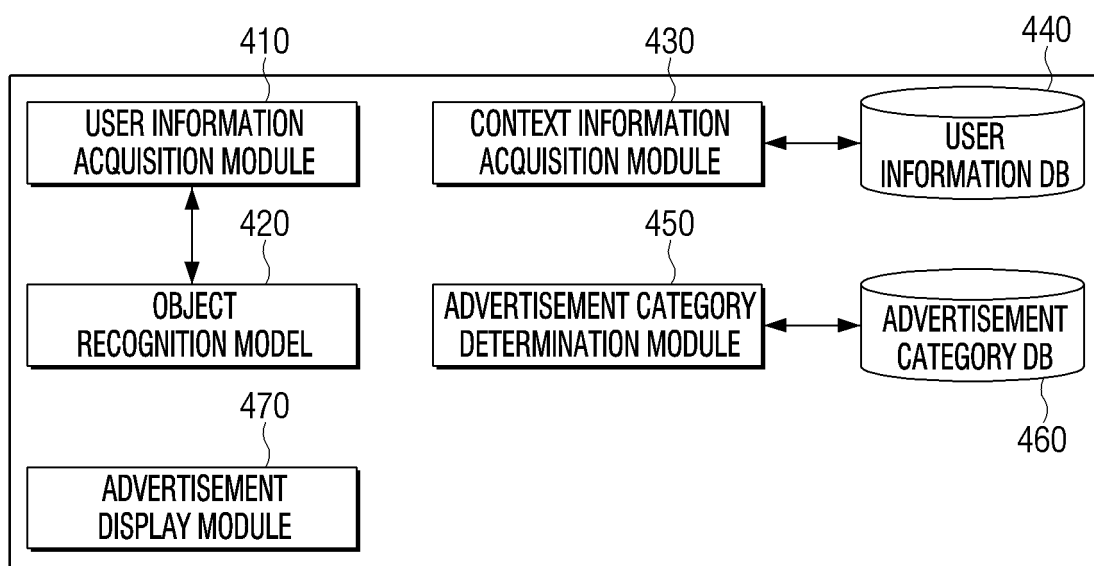 410
USER INFORMATION
ACQUISITION MODULE
430
CONTEXT INFORMATION
ACQUISITION MODULE
440
USER
INFORMATION DB
420
OBJECT
RECOGNITION MODEL
450
ADVERTISEMENT CATEGORY
DETERMINATION MODULE
ADVERTISEMENT
CATEGORY DB
460
470
ADVERTISEMENT
DISPLAY MODULE